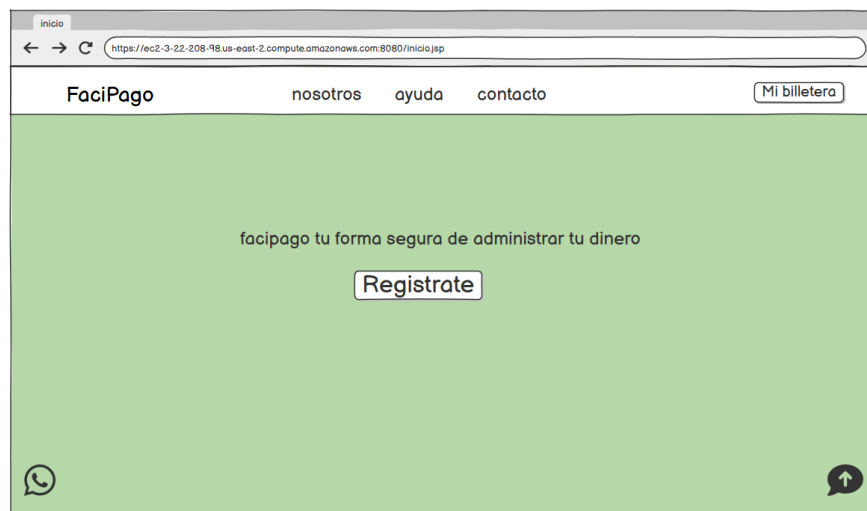 inicio
https://ec2-3-22-208-98.us-east-2.compute.amazonaws.com:8080/inicio.jsp
FaciPago nosotros ayuda contacto Mi billetera
facipago tu forma segura de administrar tu dinero
Registrate